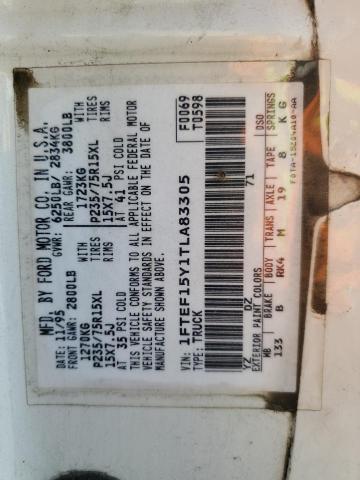 MFD. BY FORD MOTOR CO. IN U.S.A.
DATE: 11/95 GVWR: 6250LB/ 2834KG
FRONT GAWR: 2800LB REAR GAWR: 3800LB
1270KG WITH 1723KG WITH
P235/75R15XL TIRES P235/75R15XL TIRES
15X7.5J RIMS 15X7.5J RIMS
AT 35 PSI COLD AT 41 PSI COLD
THIS VEHICLE CONFORMS TO ALL APPLICABLE FEDERAL MOTOR
VEHICLE SAFETY STANDARDS IN EFFECT ON THE DATE OF
MANUFACTURE SHOWN ABOVE.
VIN: 1FTEF15Y1TLA83305 F0069
TYPE: TRUCK T0598
YZ DZ 71
EXTERIOR PAINT COLORS DSO
WB BRAKE BODY TRANS AXLE TAPE SPRINGS
133 B RK4 M 19 8 K G